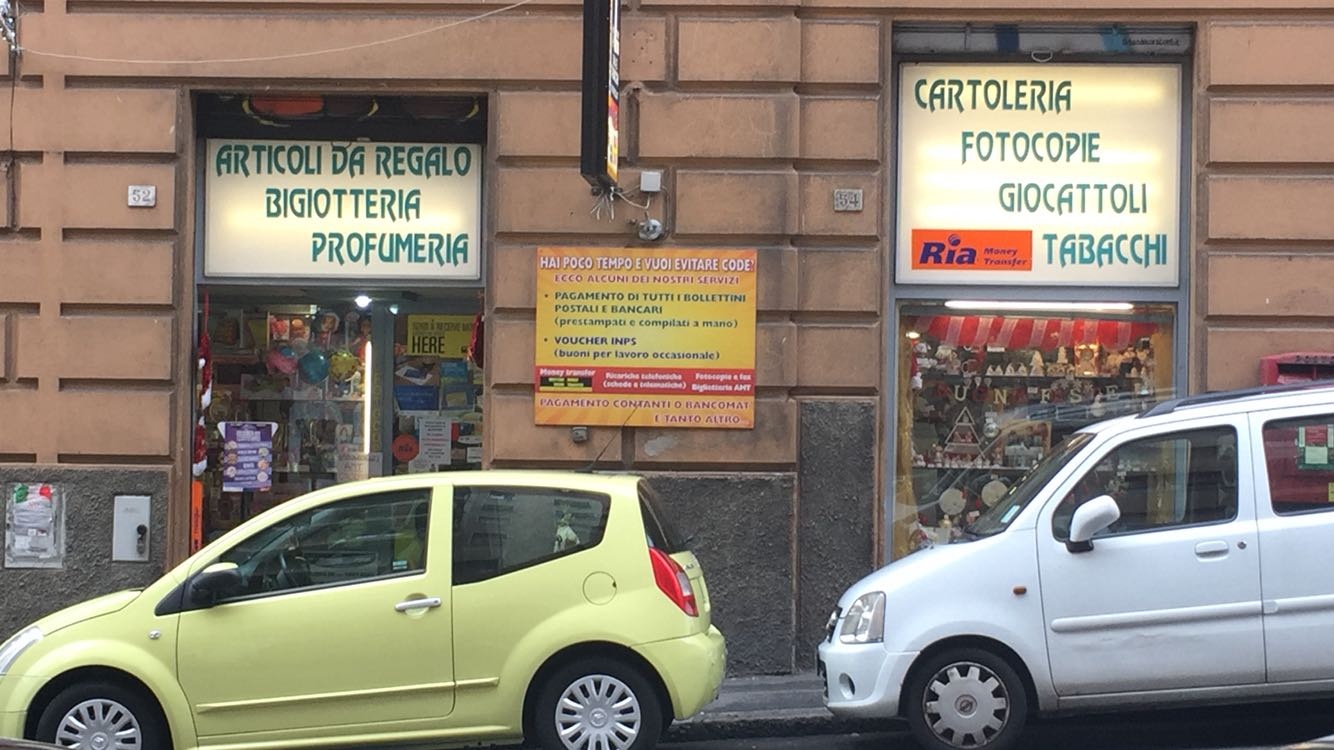 ARTICOLI DA REGALO
BIGIOTTERIA
PROFUMERIA
52
HAI POCO TEMPO E VUOI EVITARE CODE?
ECCO ALCUNI DEI NOSTRI SERVIZI
• PAGAMENTO DI TUTTI I BOLLETTINI
POSTALI E BANCARI
(prestampati e compilati a mano)
• VOUCHER INPS
(buoni per lavoro occasionale)
Money transfer
Ricariche telefoniche
(schede o telematiche)
Fotocopie e fax
Biglietteria AMT
PAGAMENTO CONTANTI O BANCOMAT
E TANTO ALTRO...
54
CARTOLERIA
FOTOCOPIE
GIOCATTOLI
Ria Money
Transfer
TABACCHI
HERE